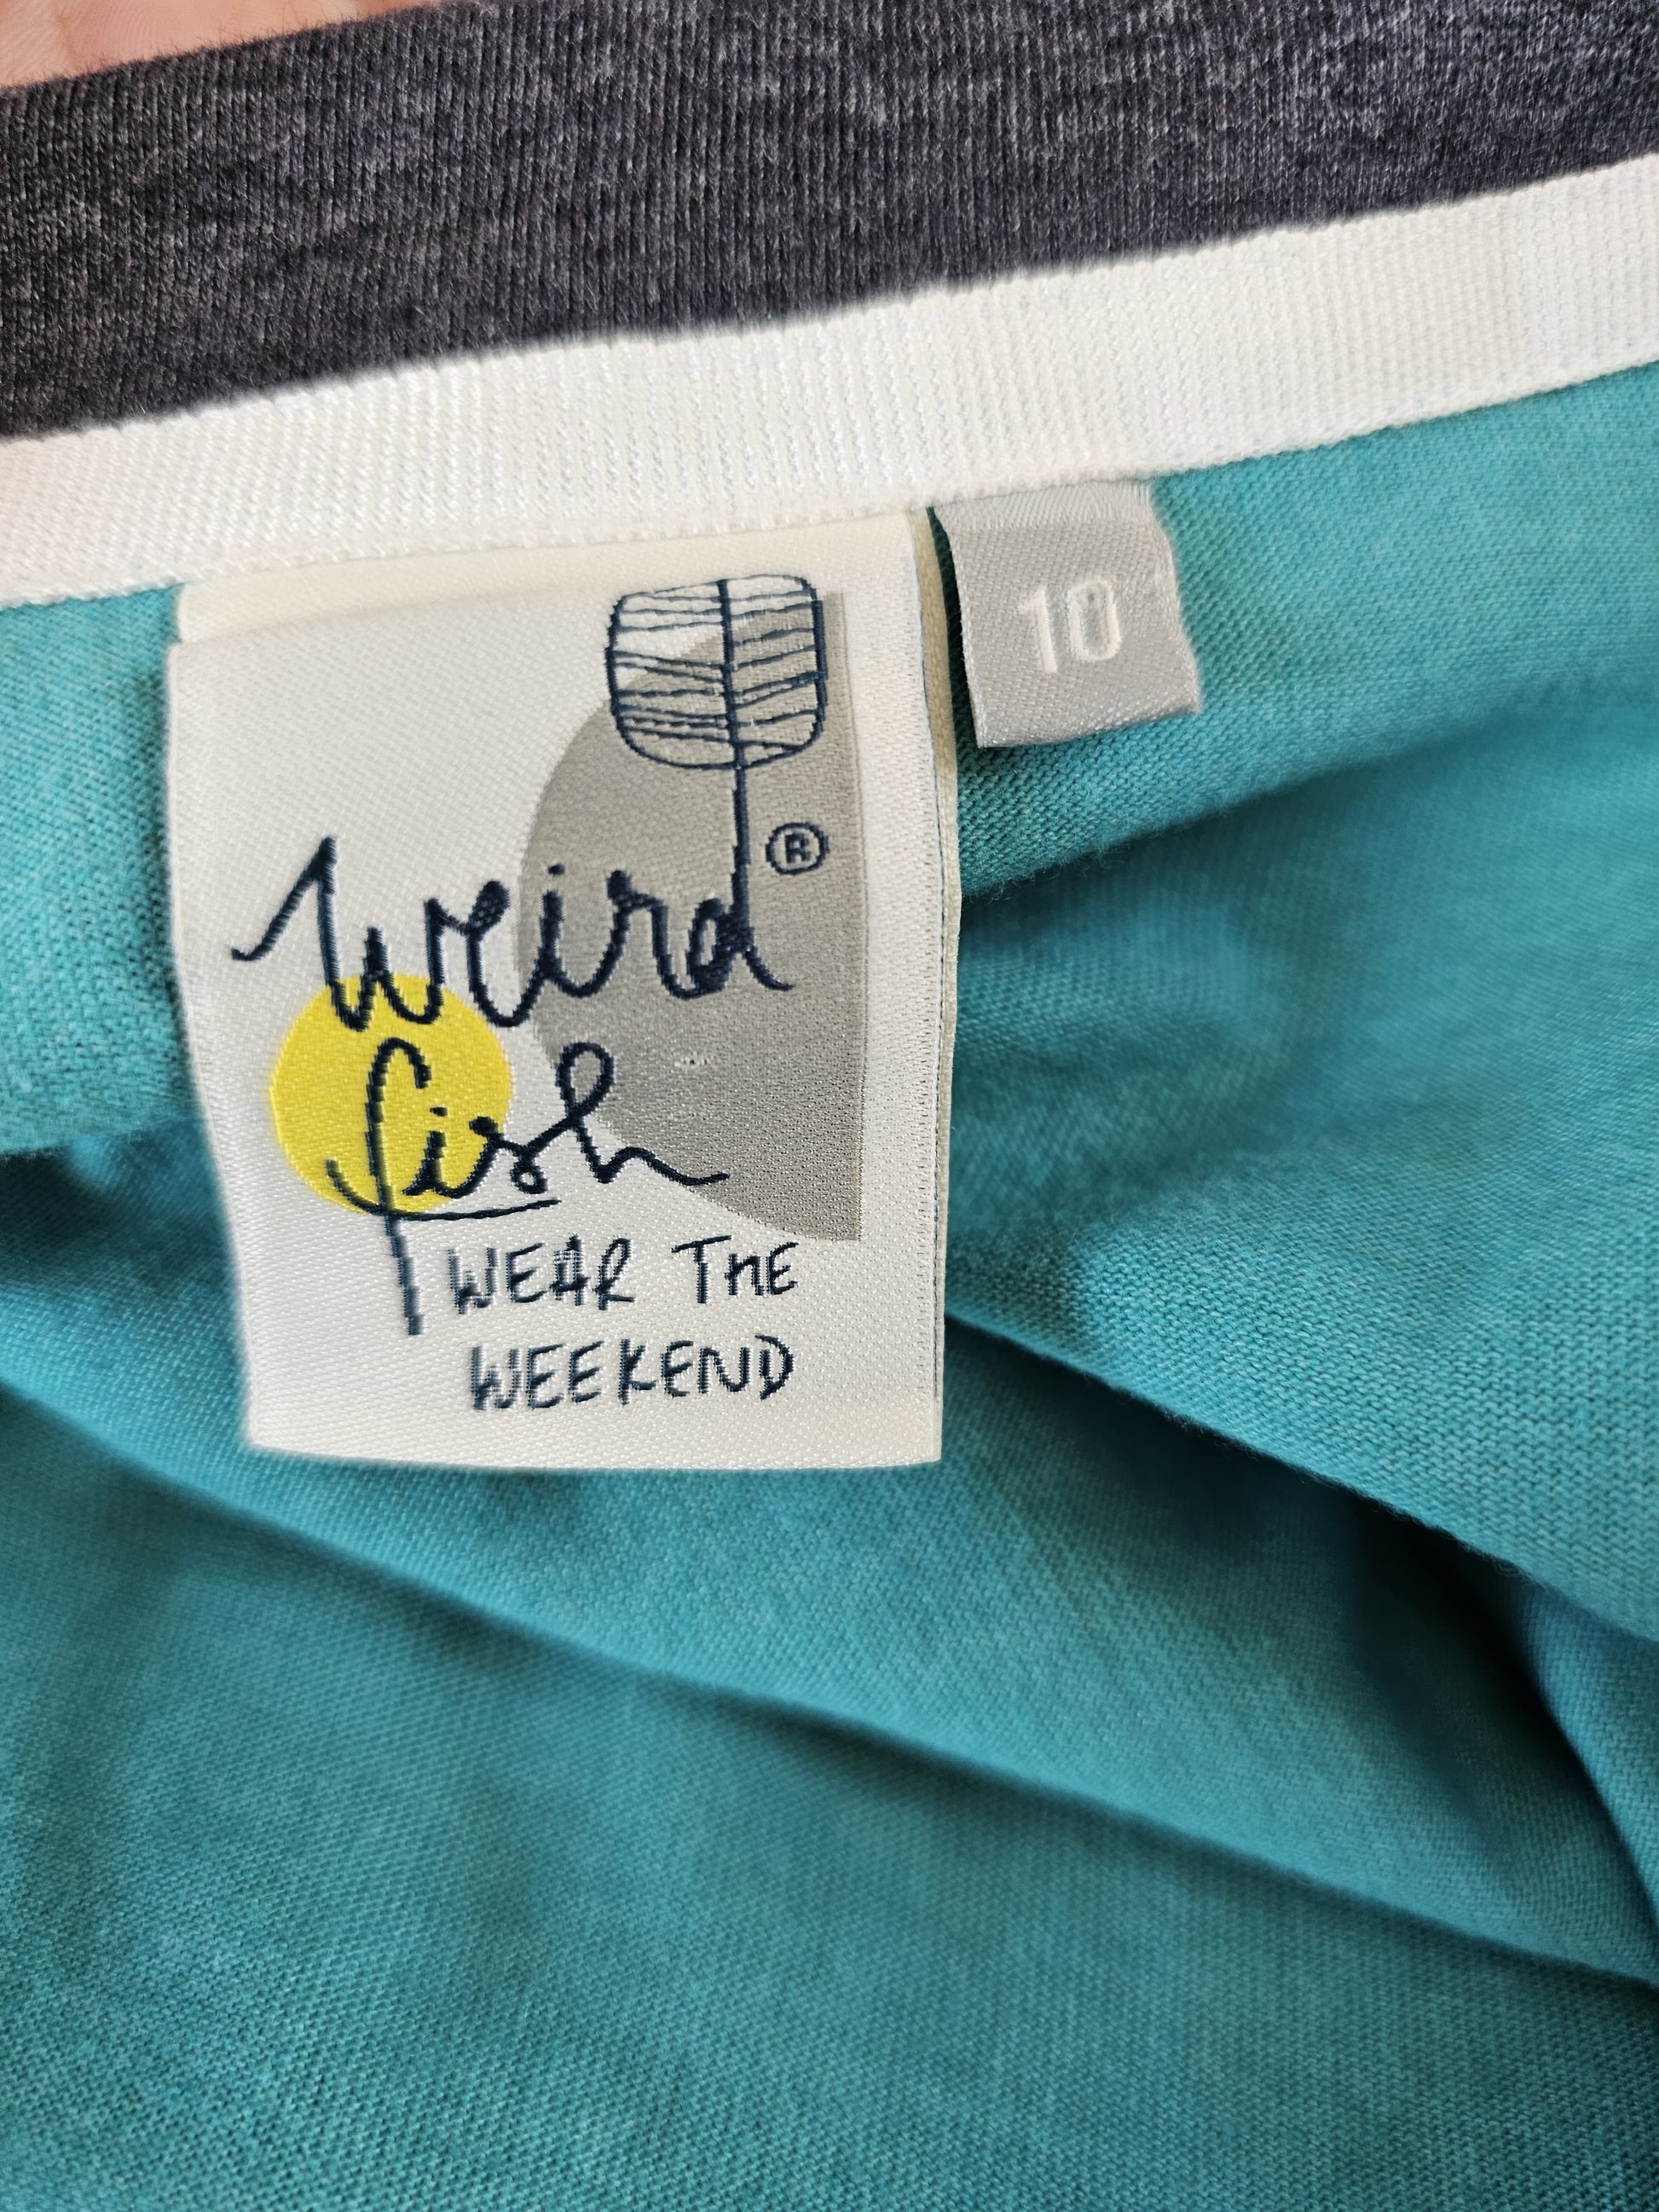 10
Weird ®
fish
WEAR THE
WEEKEND